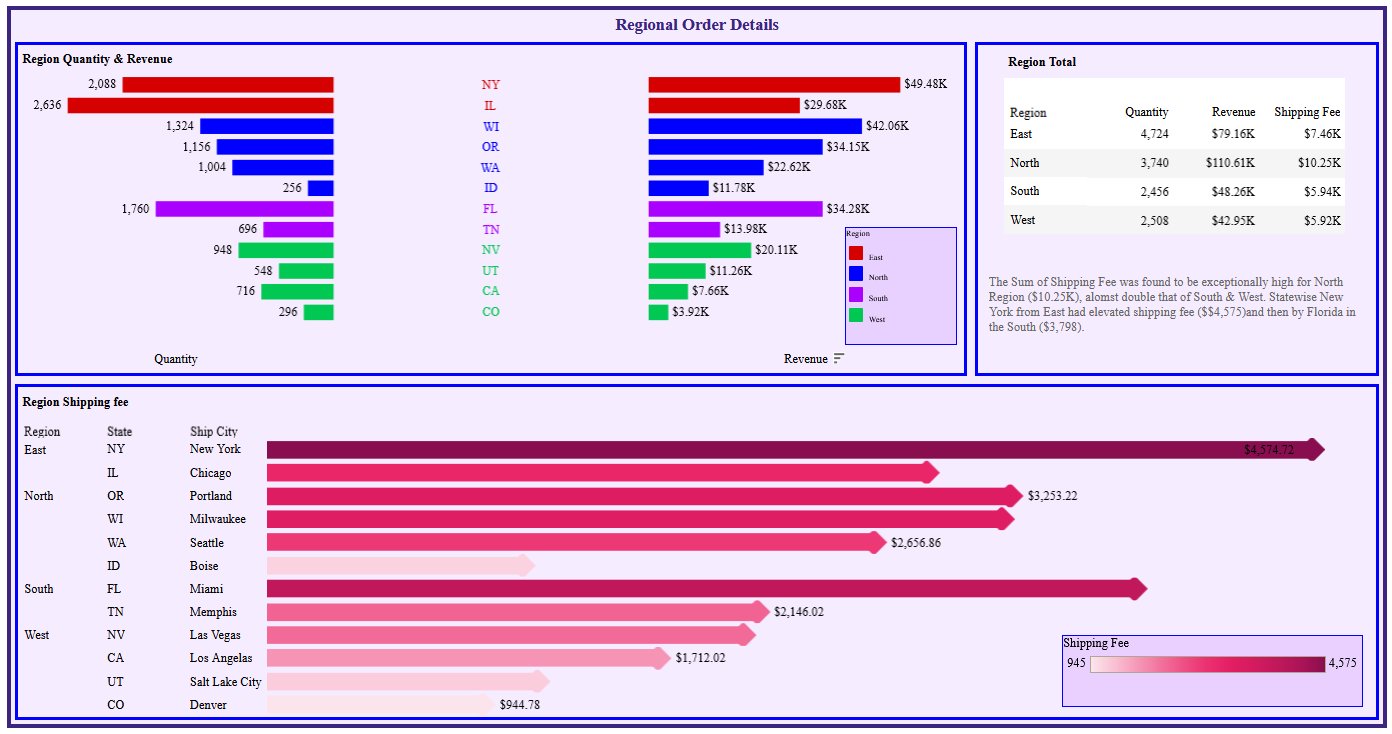 Regional Order Details
Region Quantity & Revenue
2,088 NY $49.48K
2,636 IL $29.68K
1,324 WI $42.06K
1,156 OR $34.15K
1,004 WA $22.62K
256 ID $11.78K
1,760 FL $34.28K
696 TN $13.98K
948 NV $20.11K
548 UT $11.26K
716 CA $7.66K
296 CO $3.92K
Quantity Revenue
Region
East
North
South
West
Region Total
Region Quantity Revenue Shipping Fee
East 4,724 $79.16K $7.46K
North 3,740 $110.61K $10.25K
South 2,456 $48.26K $5.94K
West 2,508 $42.95K $5.92K
The Sum of Shipping Fee was found to be exceptionally high for North
Region ($10.25K), alomst double that of South & West. Statewise New
York from East had elevated shipping fee ($$4,575)and then by Florida in
the South ($3,798).
Region Shipping fee
Region State Ship City
East NY New York $4,574.72
IL Chicago
North OR Portland $3,253.22
WI Milwaukee
WA Seattle $2,656.86
ID Boise
South FL Miami
TN Memphis $2,146.02
West NV Las Vegas
CA Los Angelas $1,712.02
UT Salt Lake City
CO Denver $944.78
Shipping Fee
945 4,575